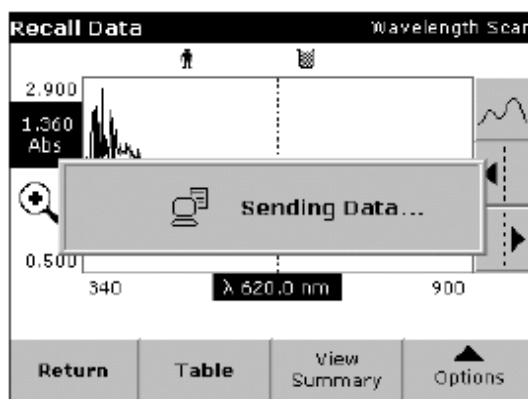 Recall Data
Wavelength Scan
2.900
1.360
Abs
Sending Data...
0.500
340
λ 620.0 nm
900
Return
Table
View
Summary
Options